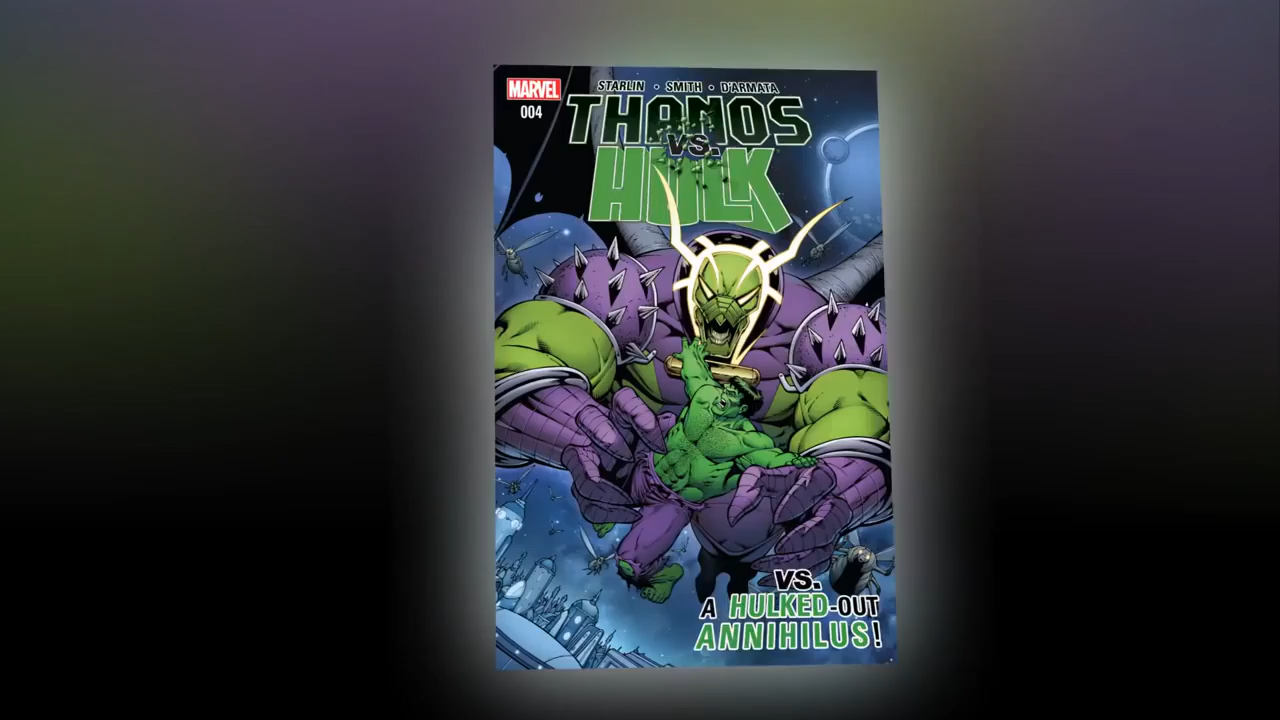 MARVEL
004
STARLIN • SMITH • D'ARMATA
THANOS
VS.
HULK
VS.
A HULKED-OUT
ANNIHILUS!